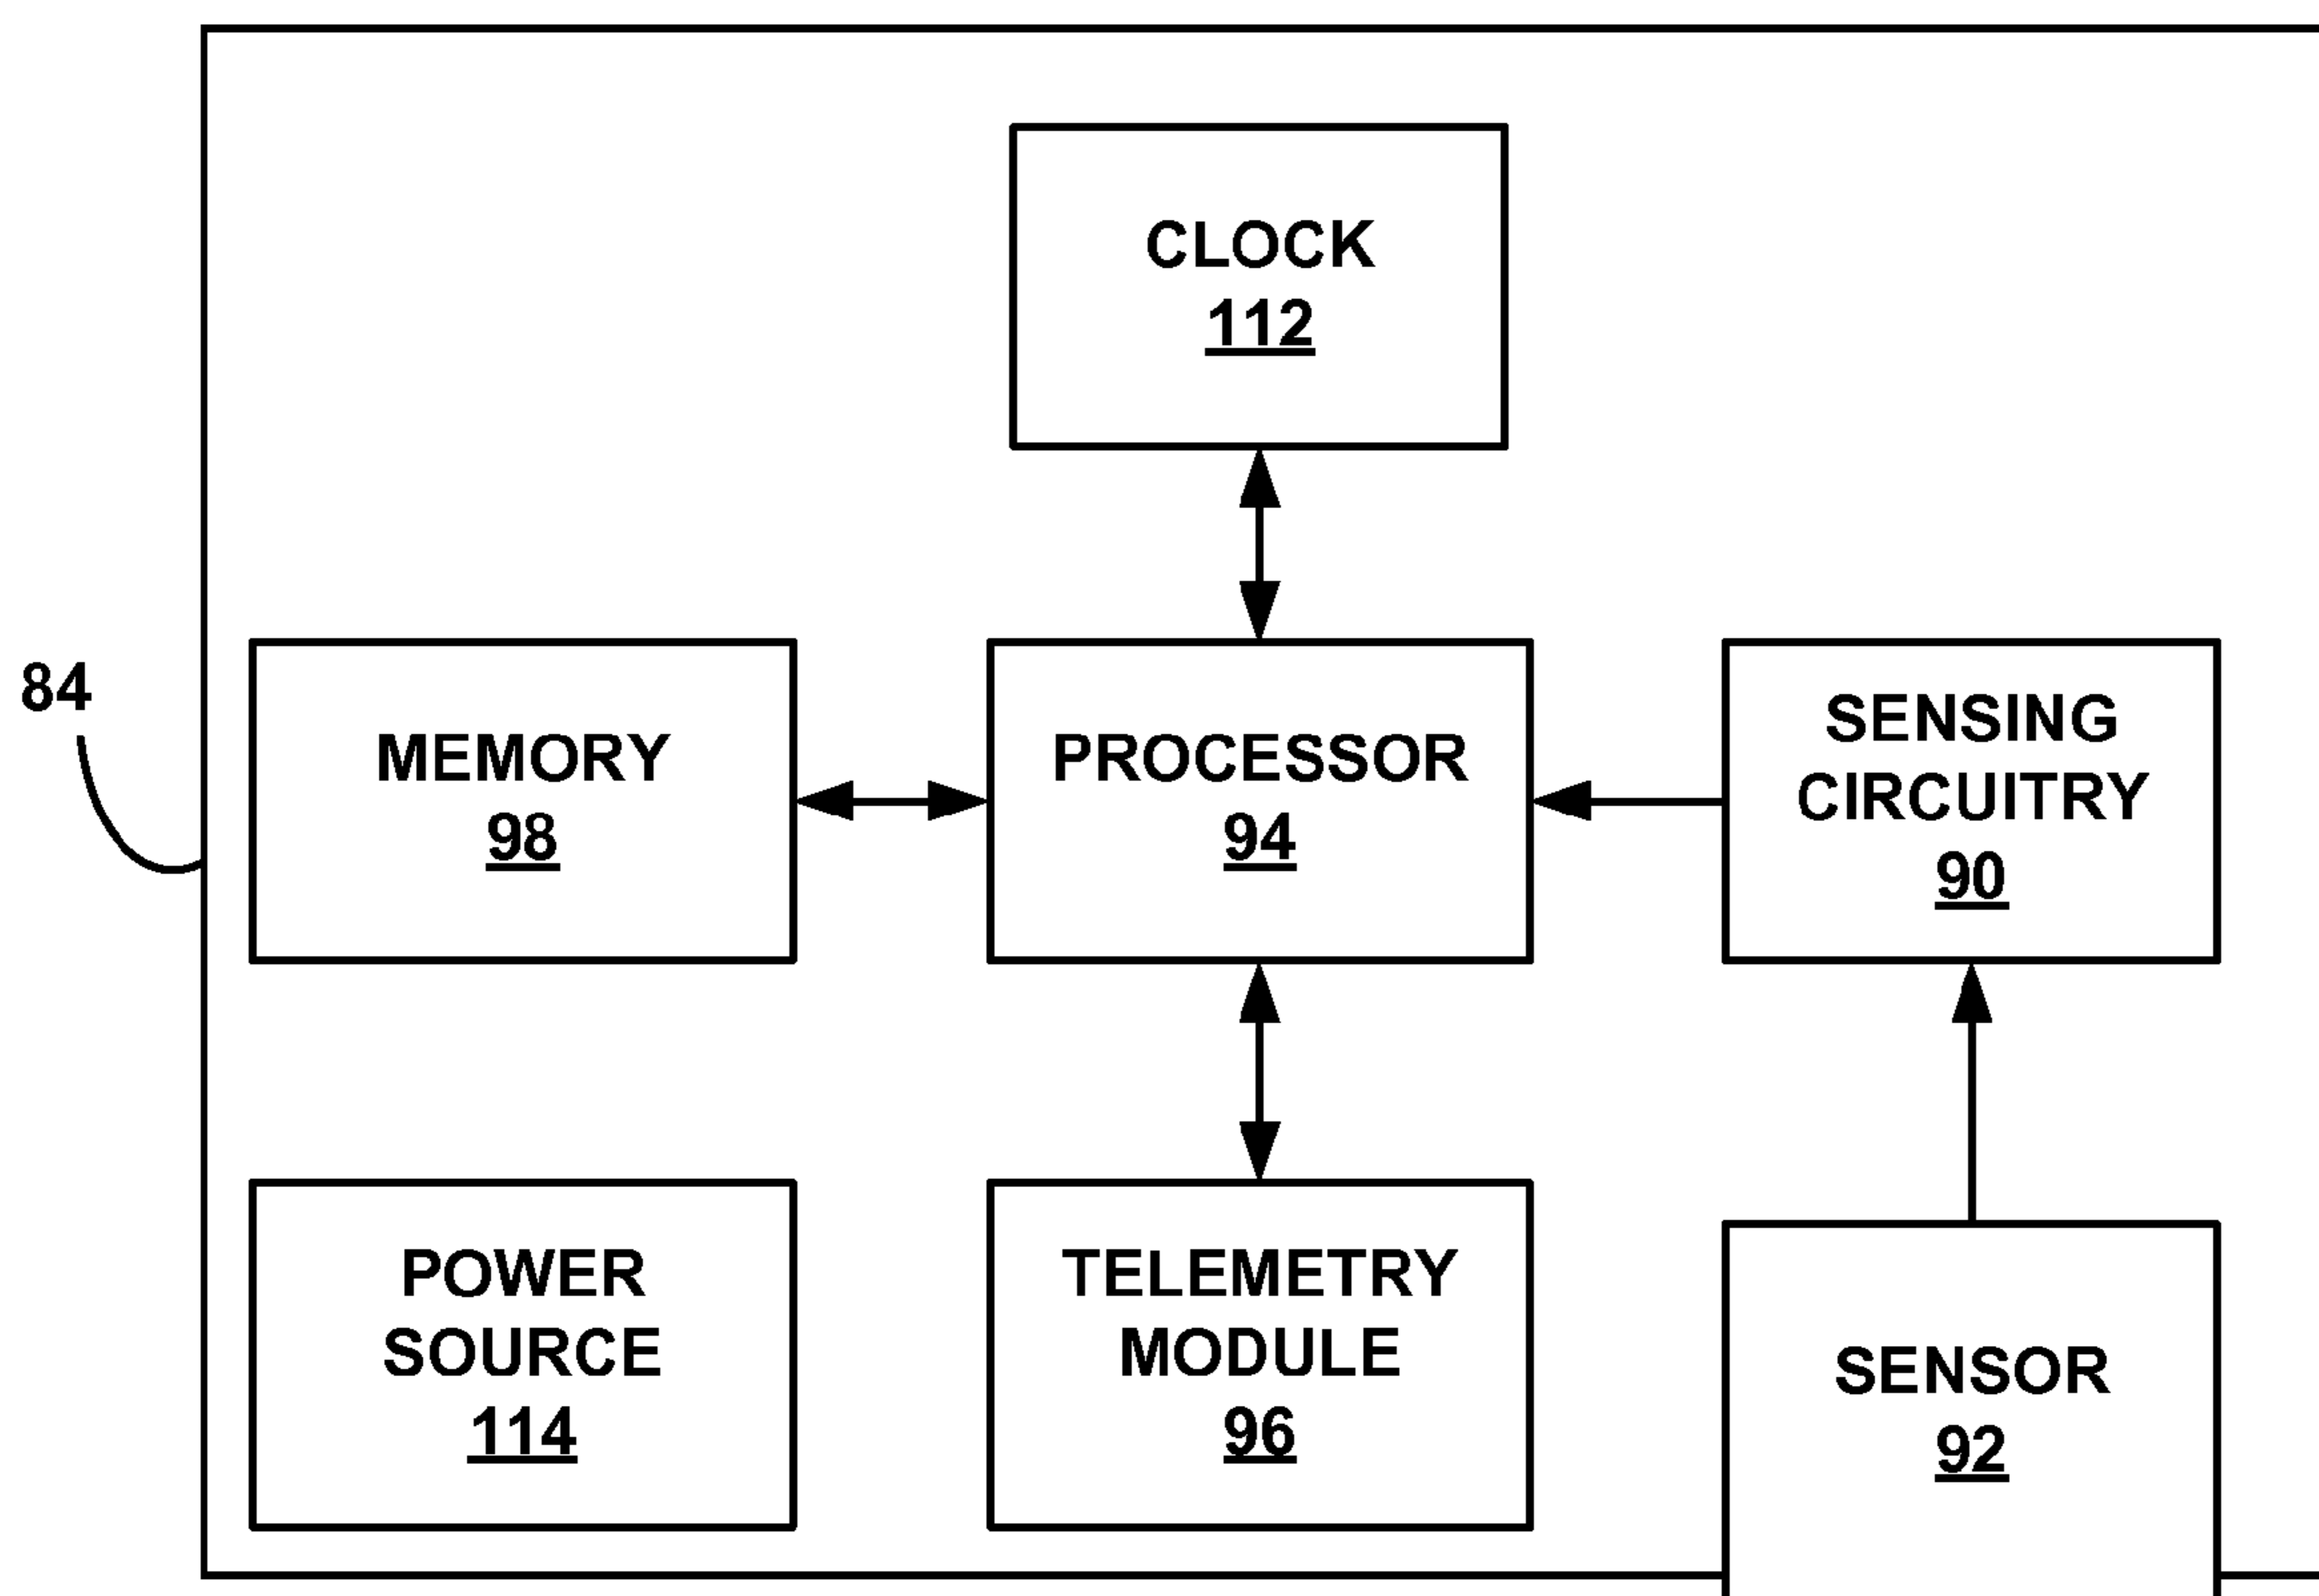 CLOCK
112
84
MEMORY
98
PROCESSOR
94
SENSING
CIRCUITRY
90
POWER
SOURCE
114
TELEMETRY
MODULE
96
SENSOR
92